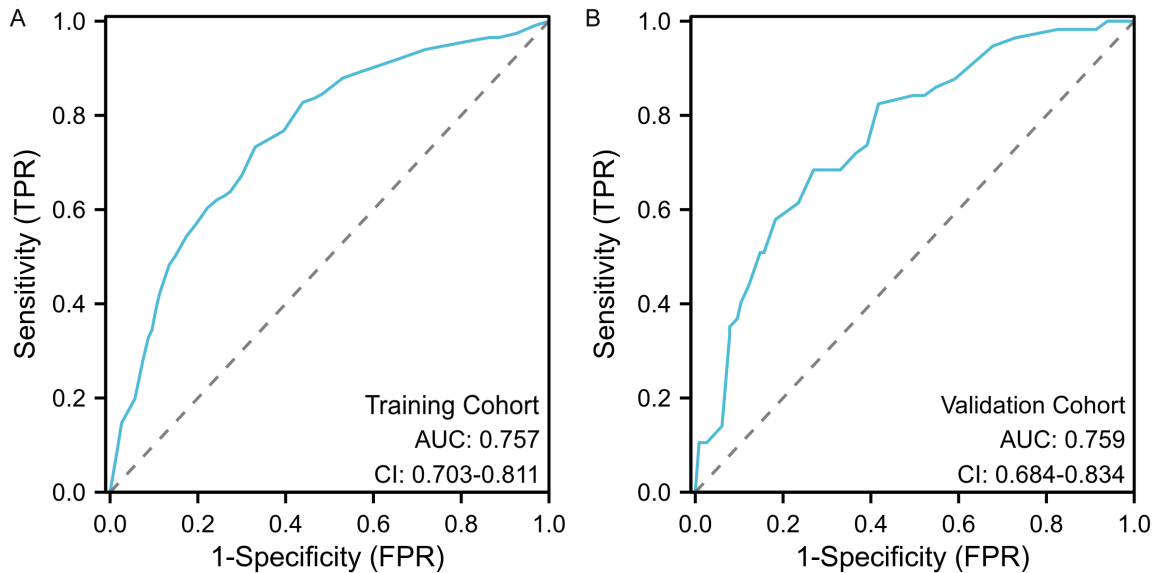 A
1.0
0.8
0.6
0.4
0.2
0.0
Sensitivity (TPR)
Training Cohort
AUC: 0.757
CI: 0.703-0.811
0.0 0.2 0.4 0.6 0.8 1.0
1-Specificity (FPR)
B
1.0
0.8
0.6
0.4
0.2
0.0
Sensitivity (TPR)
Validation Cohort
AUC: 0.759
CI: 0.684-0.834
0.0 0.2 0.4 0.6 0.8 1.0
1-Specificity (FPR)